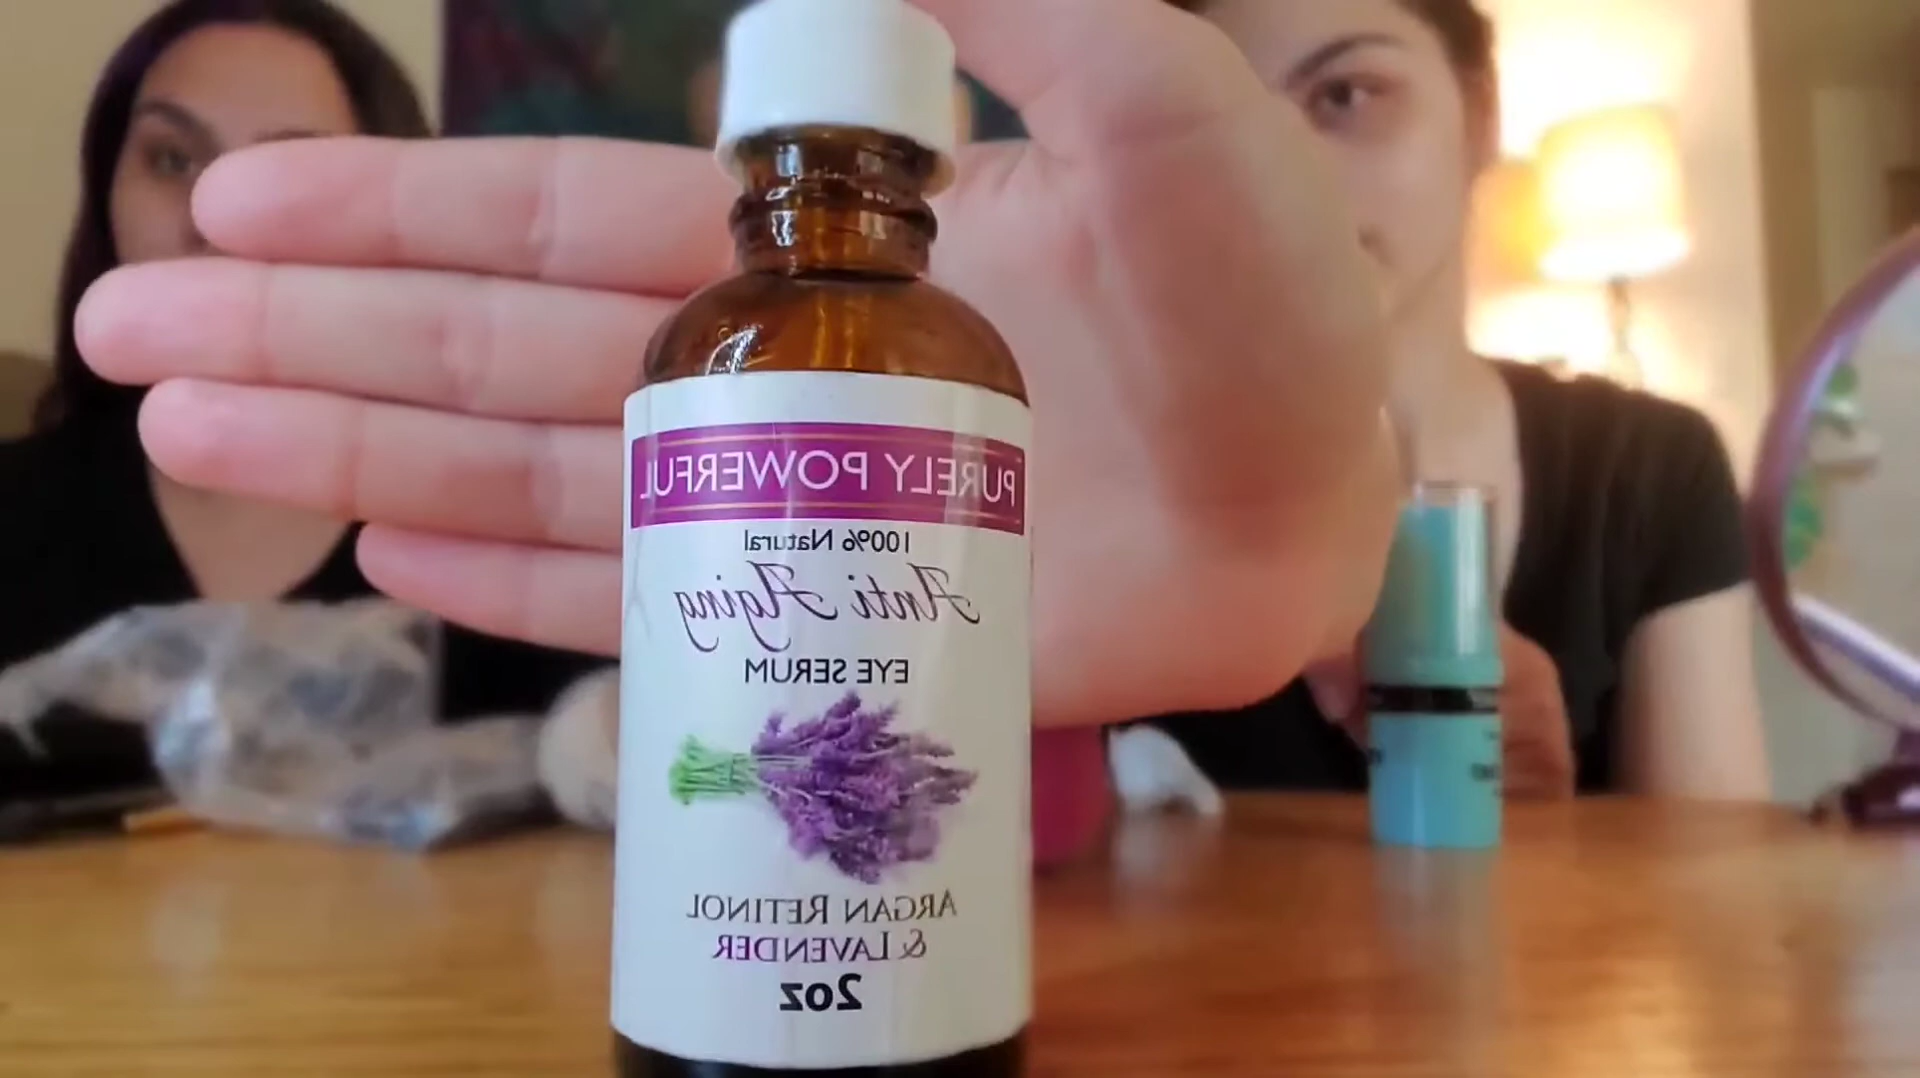 PURELY POWERFUL
100% Natural
Anti Aging
EYE SERUM
ARGAN RETINOL
& LAVENDER
2oz